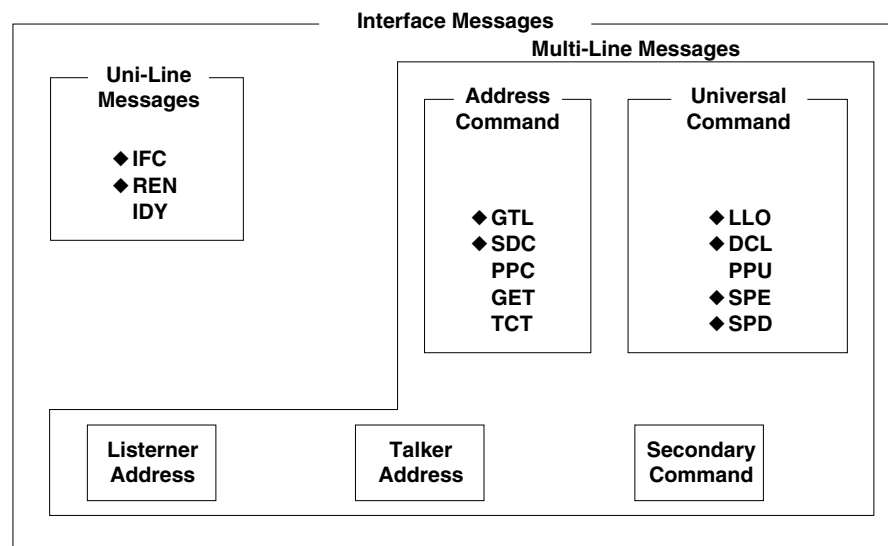 Interface Messages
Multi-Line Messages
Uni-Line
Messages
◆ IFC
◆ REN
IDY
Address
Command
◆ GTL
◆ SDC
PPC
GET
TCT
Universal
Command
◆ LLO
◆ DCL
PPU
◆ SPE
◆ SPD
Listerner
Address
Talker
Address
Secondary
Command